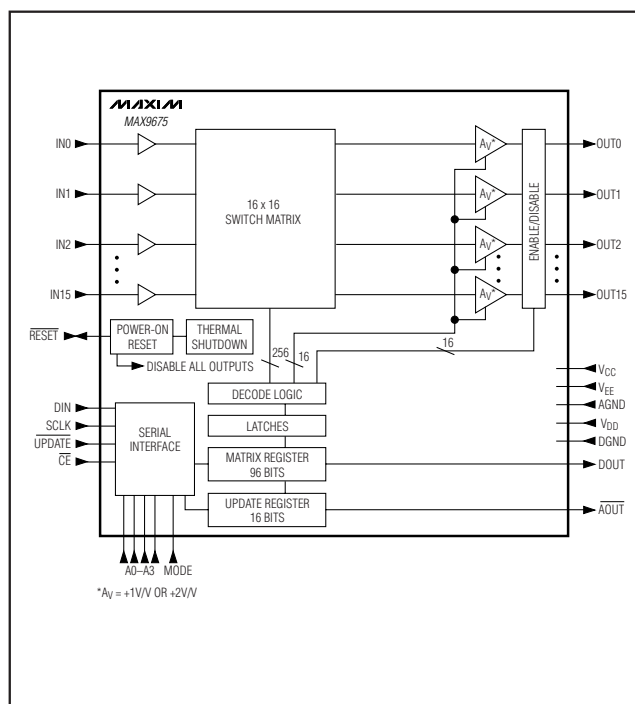 MAXIM
MAX9675
IN0
IN1
IN2
IN15
16 x 16
SWITCH MATRIX
AV*
AV*
AV*
AV*
ENABLE/DISABLE
OUT0
OUT1
OUT2
OUT15
RESET
POWER-ON
RESET
THERMAL
SHUTDOWN
DISABLE ALL OUTPUTS
256
16
16
DECODE LOGIC
LATCHES
MATRIX REGISTER
96 BITS
UPDATE REGISTER
16 BITS
DIN
SCLK
UPDATE
CE
SERIAL
INTERFACE
VCC
VEE
AGND
VDD
DGND
DOUT
AOUT
A0–A3
MODE
*AV = +1V/V OR +2V/V